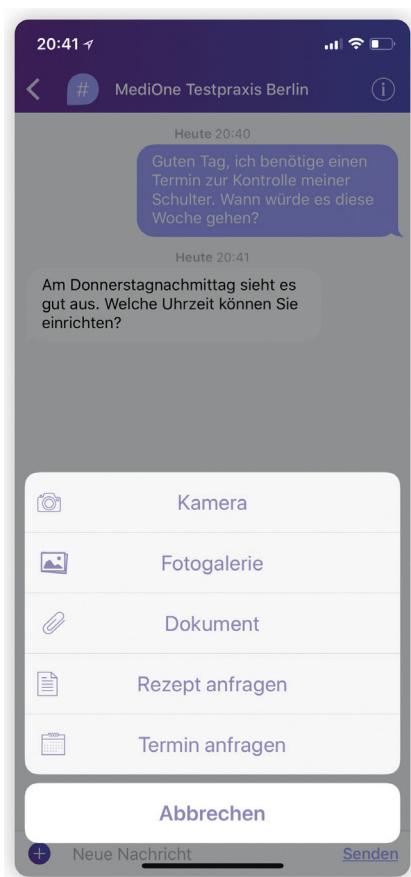 20:41
# MediOne Testpraxis Berlin
Heute 20:40
Guten Tag, ich benötige einen
Termin zur Kontrolle meiner
Schulter. Wann würde es diese
Woche gehen?
Heute 20:41
Am Donnerstagnachmittag sieht es
gut aus. Welche Uhrzeit können Sie
einrichten?
Kamera
Fotogalerie
Dokument
Rezept anfragen
Termin anfragen
Abbrechen
Neue Nachricht Senden